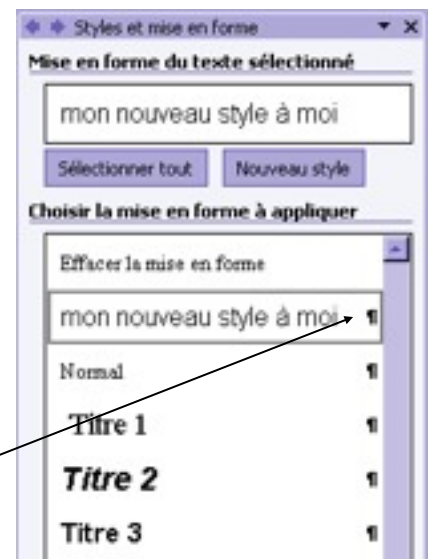 Styles et mise en forme
Mise en forme du texte sélectionné
mon nouveau style à moi
Sélectionner tout Nouveau style
Choisir la mise en forme à appliquer
Effacer la mise en forme
mon nouveau style à moi ¶
Normal ¶
Titre 1 ¶
Titre 2 ¶
Titre 3 ¶